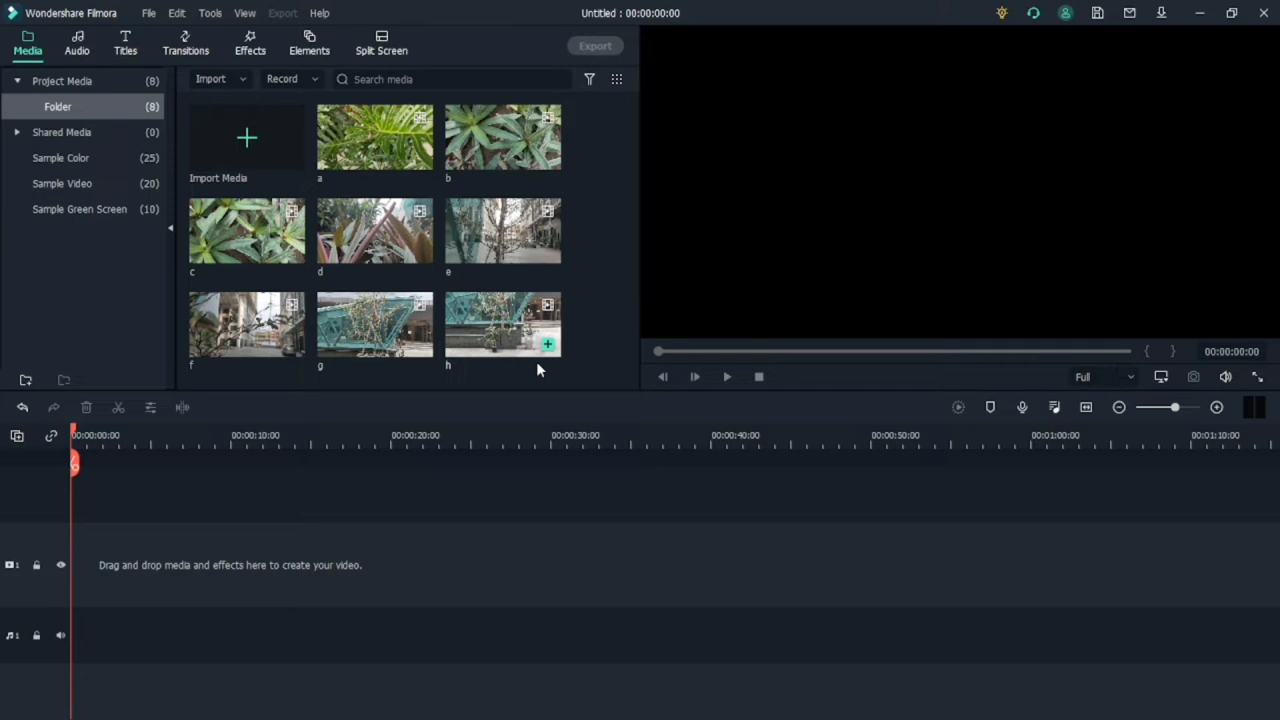 Wondershare Filmora File Edit Tools View Export Help Untitled : 00:00:00:00
Media Audio Titles Transitions Effects Elements Split Screen Export
Project Media (8)
Folder (8)
Shared Media (0)
Sample Color (25)
Sample Video (20)
Sample Green Screen (10)
Import Record Search media
Import Media a b
c d e
f g h
{ } 00:00:00:00
Full
00:00:00:00 00:00:10:00 00:00:20:00 00:00:30:00 00:00:40:00 00:00:50:00 00:01:00:00 00:01:10:00
1 Drag and drop media and effects here to create your video.
1